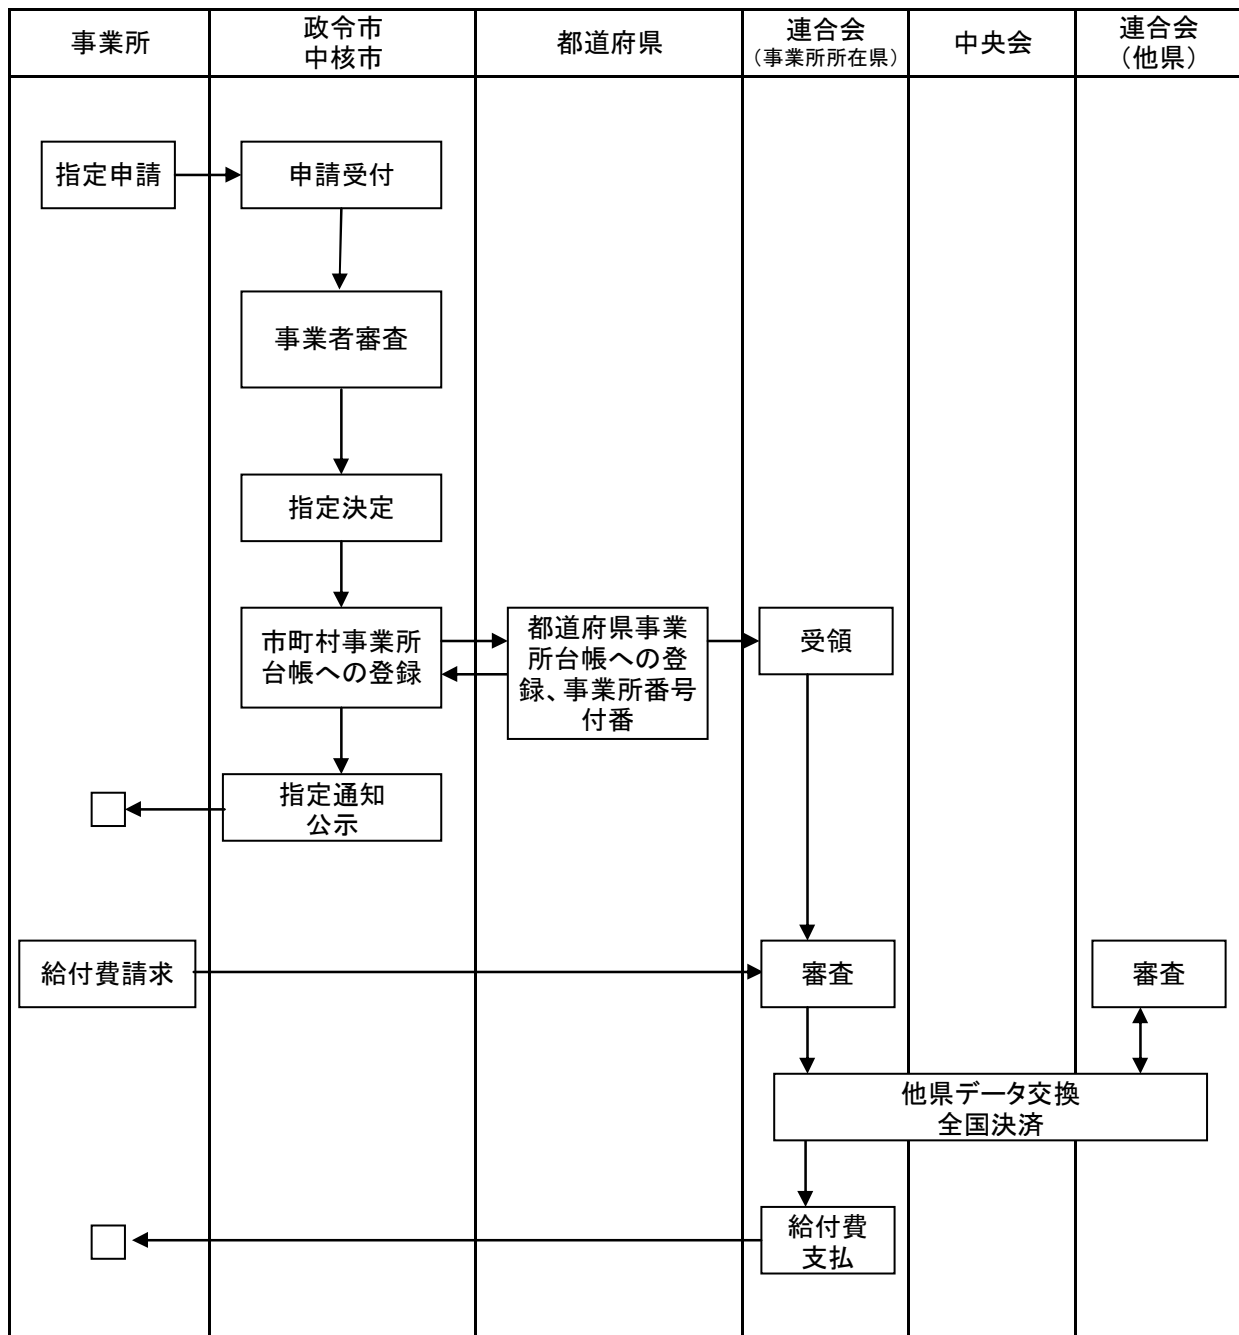 事業所
政令市
中核市
都道府県
連合会
（事業所所在県）
中央会
連合会
（他県）
指定申請
申請受付
事業者審査
指定決定
市町村事業所
台帳への登録
都道府県事業
所台帳への登
録、事業所番号
付番
受領
指定通知
公示
給付費請求
審査
審査
他県データ交換
全国決済
給付費
支払